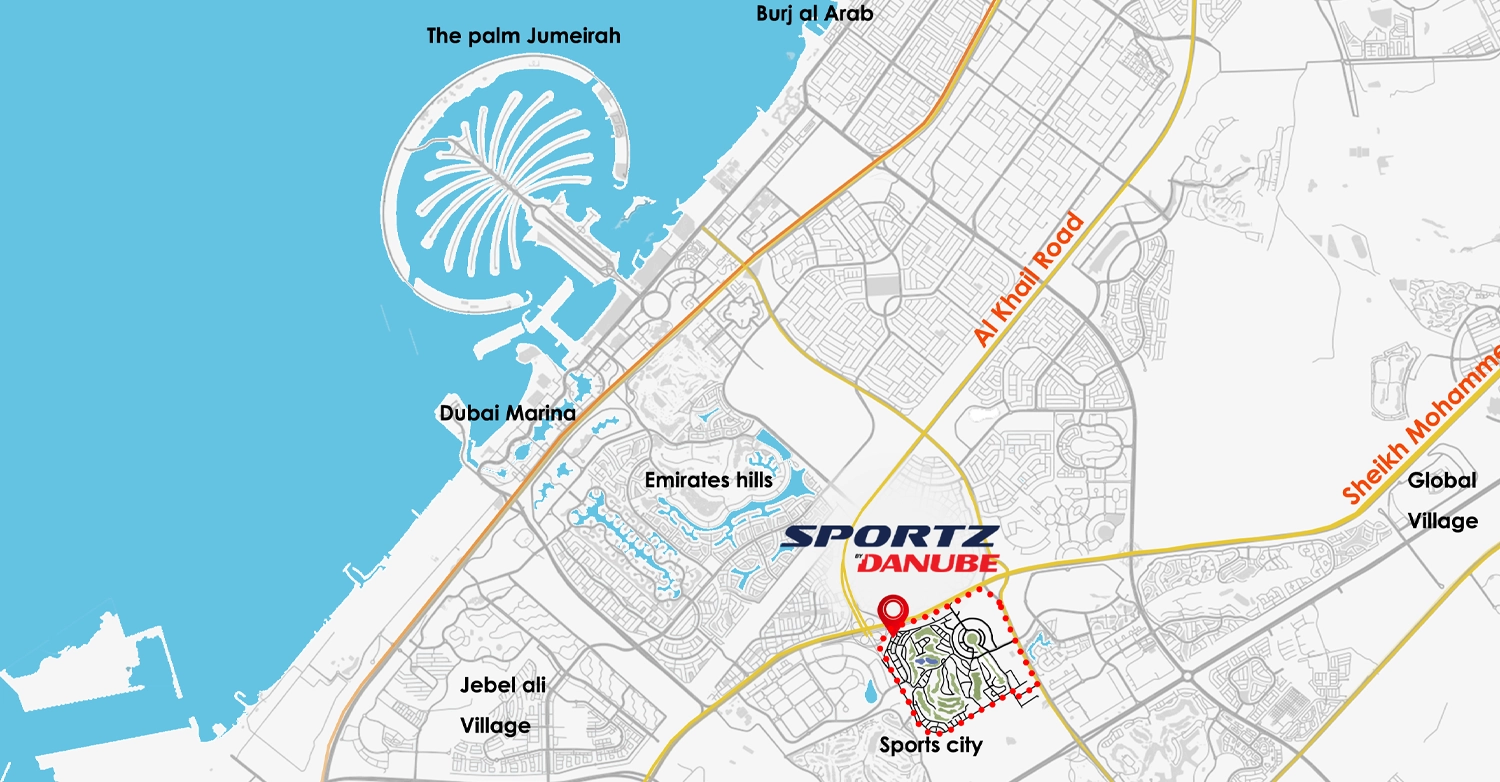 Burj al Arab
The palm Jumeirah
Al Khail Road
Sheikh Mohamme
Dubai Marina
Emirates hills
Global
Village
SPORTZ
BY DANUBE
Jebel ali
Village
Sports city